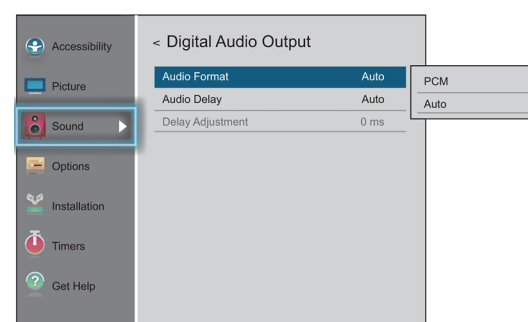 Accessibility
Picture
Sound
Options
Installation
Timers
Get Help
< Digital Audio Output
Audio Format Auto
Audio Delay Auto
Delay Adjustment 0 ms
PCM
Auto